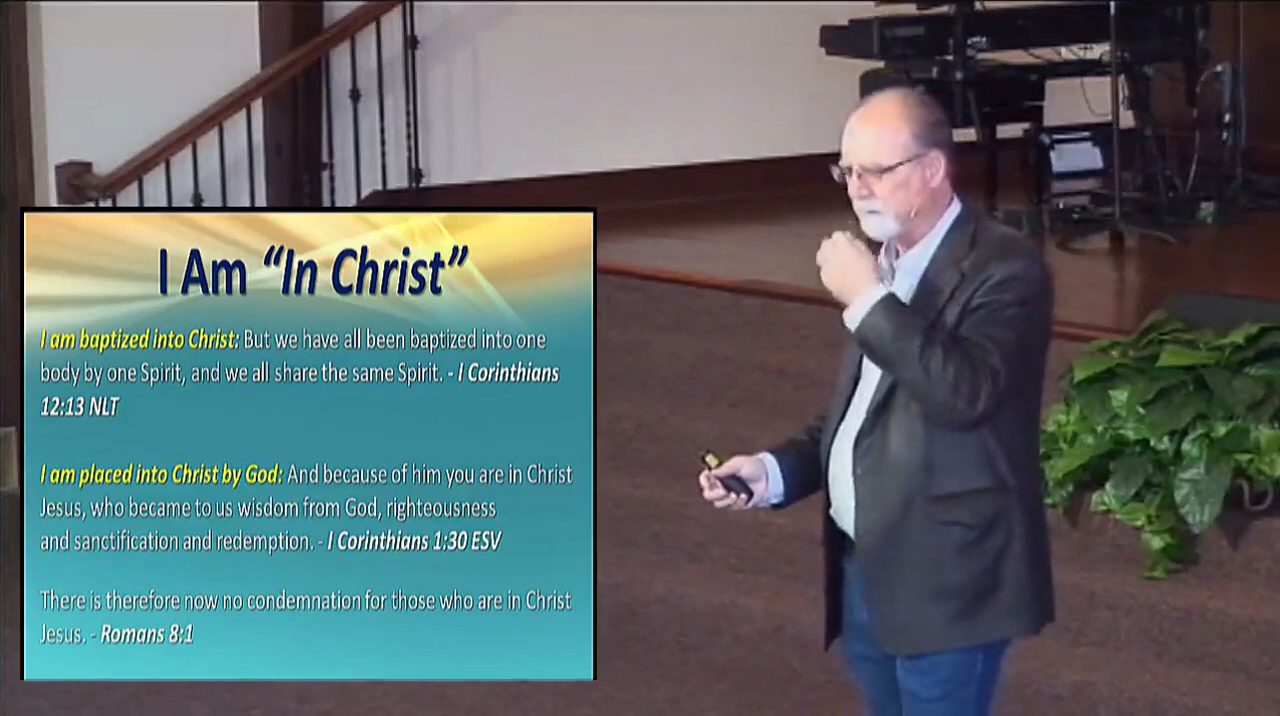 I Am “In Christ”
I am baptized into Christ: But we have all been baptized into one
body by one Spirit, and we all share the same Spirit. - I Corinthians
12:13 NLT
I am placed into Christ by God: And because of him you are in Christ
Jesus, who became to us wisdom from God, righteousness
and sanctification and redemption. - I Corinthians 1:30 ESV
There is therefore now no condemnation for those who are in Christ
Jesus. - Romans 8:1